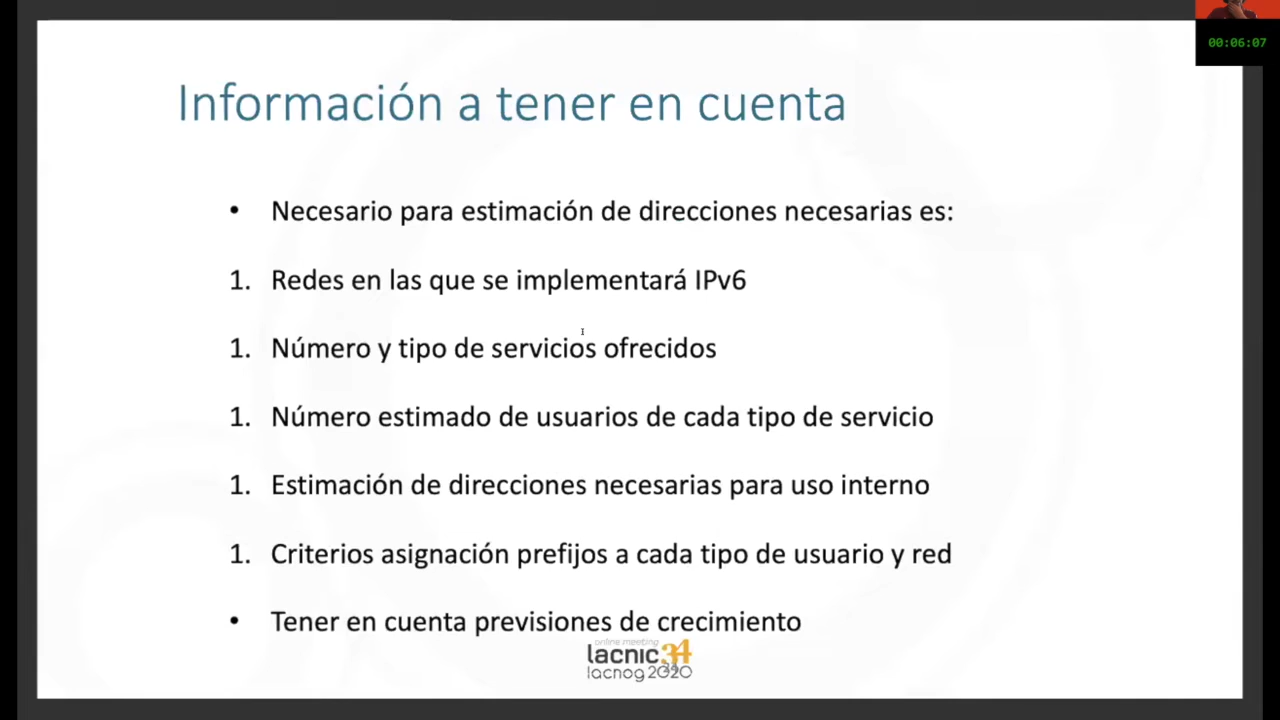 00:06:07
Información a tener en cuenta
• Necesario para estimación de direcciones necesarias es:
1. Redes en las que se implementará IPv6
1. Número y tipo de servicios ofrecidos
1. Número estimado de usuarios de cada tipo de servicio
1. Estimación de direcciones necesarias para uso interno
1. Criterios asignación prefijos a cada tipo de usuario y red
• Tener en cuenta previsiones de crecimiento
online meeting
lacnic34
lacnog2020